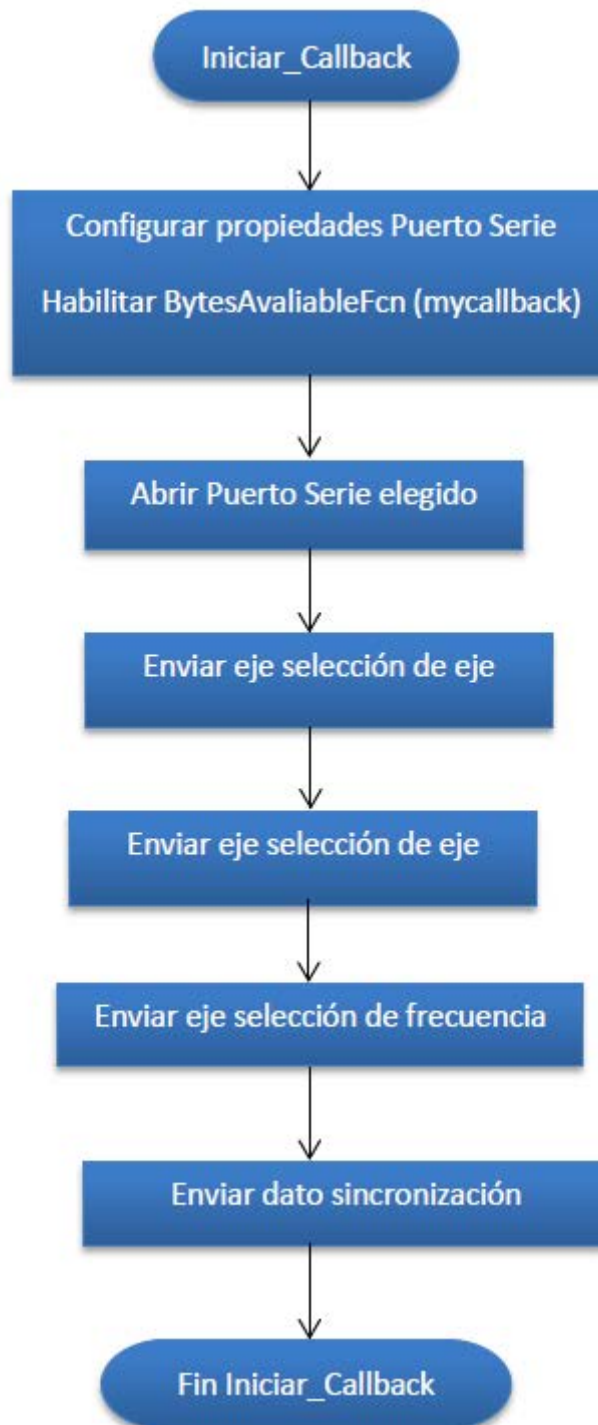 Iniciar_Callback
Configurar propiedades Puerto Serie
Habilitar BytesAvaliableFcn (mycallback)
Abrir Puerto Serie elegido
Enviar eje selección de eje
Enviar eje selección de eje
Enviar eje selección de frecuencia
Enviar dato sincronización
Fin Iniciar_Callback